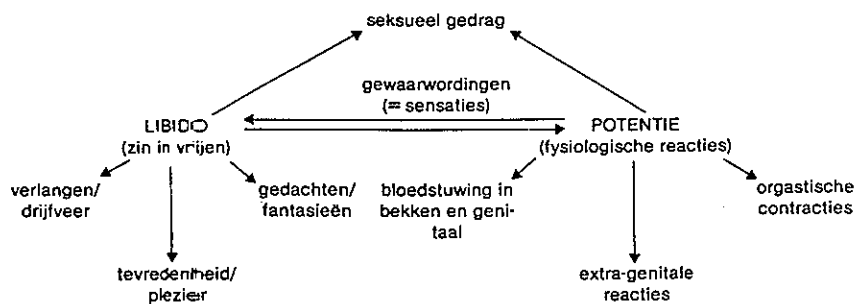 seksueel gedrag
gewaarwordingen
(= sensaties)
LIBIDO
(zin in vrijen)
POTENTIE
(fysiologische reacties)
verlangen/
drijfveer
gedachten/
fantasieën
bloedstuwing in
bekken en geni-
taal
orgastische
contracties
tevredenheid/
plezier
extra-genitale
reacties